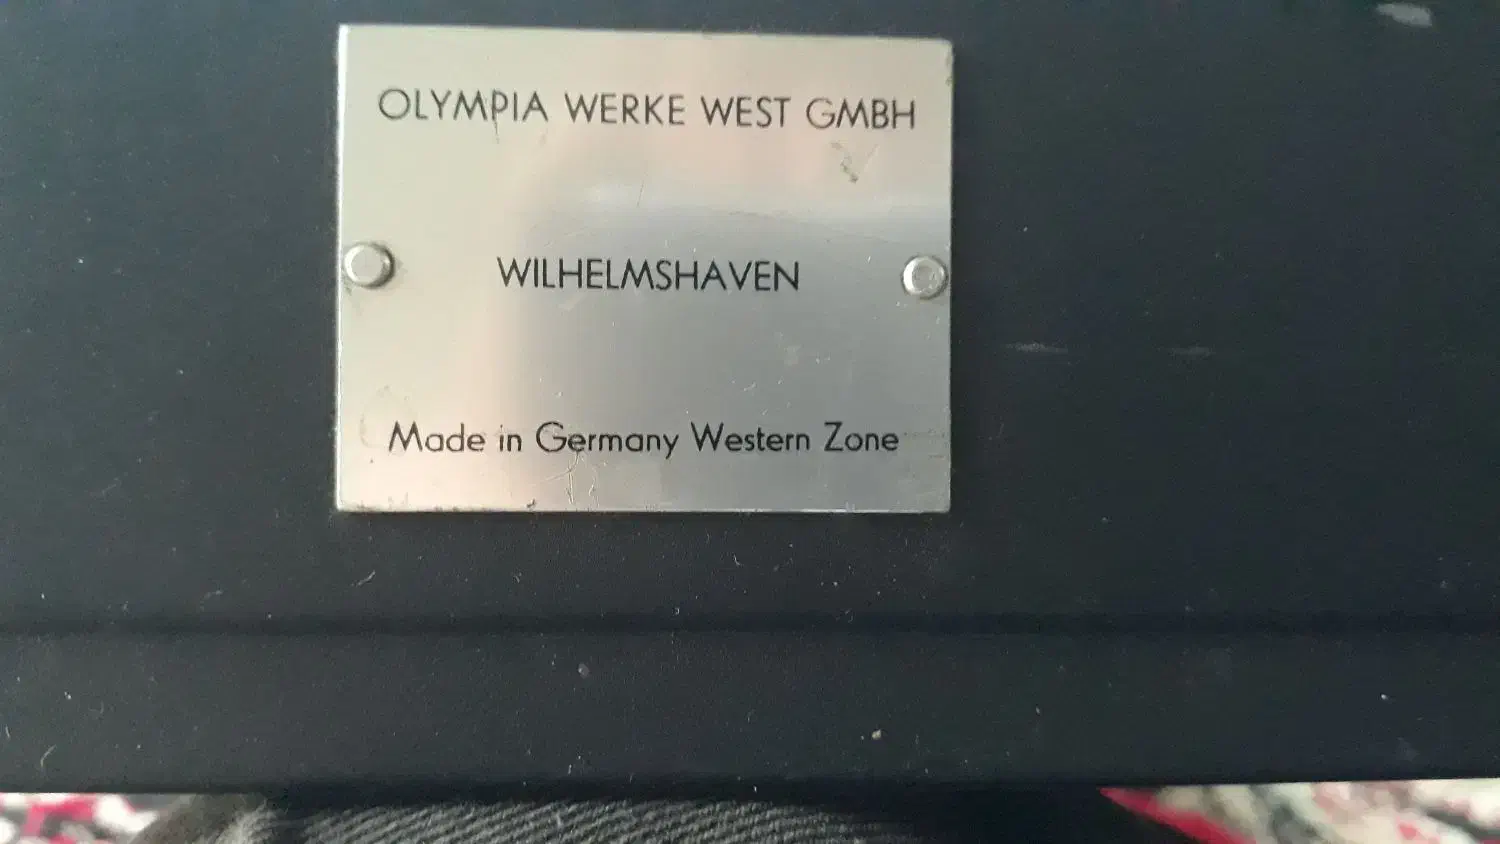 OLYMPIA WERKE WEST GMBH
WILHELMSHAVEN
Made in Germany Western Zone